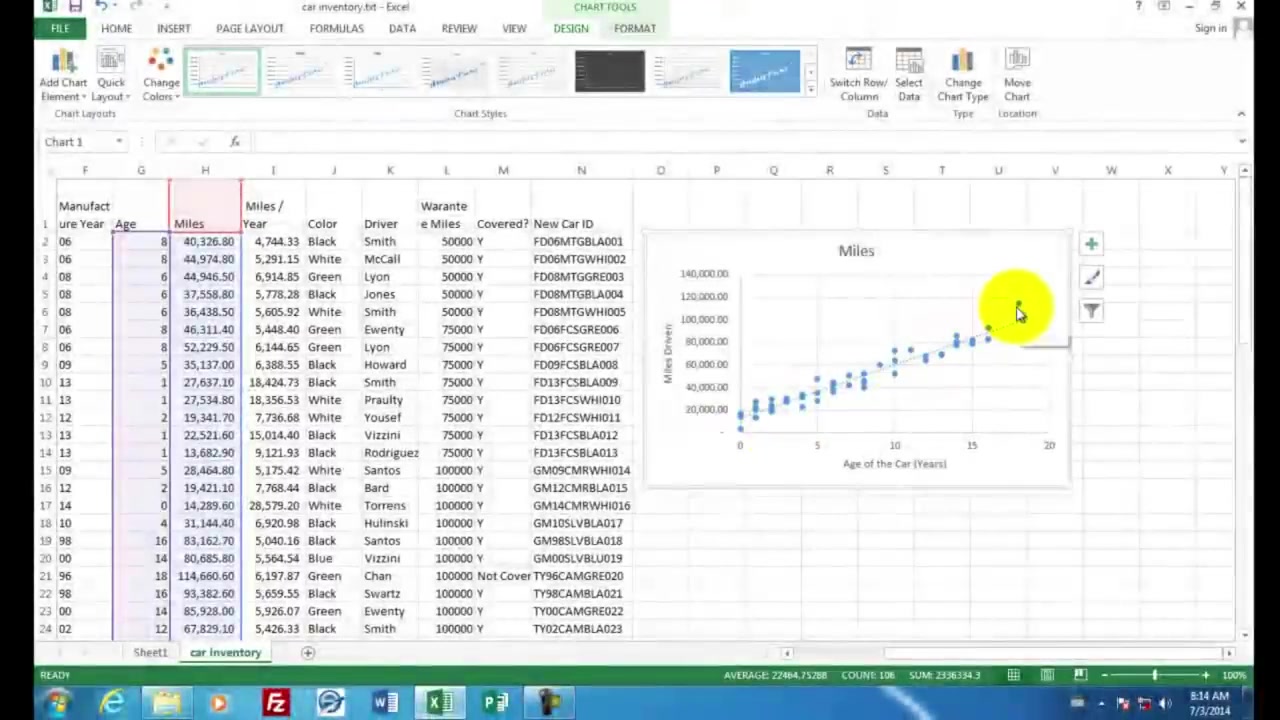 car inventory.txt - Excel
CHART TOOLS
?
FILE HOME INSERT PAGE LAYOUT FORMULAS DATA REVIEW VIEW DESIGN FORMAT Sign in
Add Chart Element Quick Layout Change Colors Switch Row/ Column Select Data Change Chart Type Move Chart
Chart Layouts Chart Styles Data Type Location
Chart 1 fx
F G H I J K L M N O P Q R S T U V W X Y
Manufact Miles / Warante
1 ure Year Age Miles Year Color Driver e Miles Covered? New Car ID
2 06 8 40,326.80 4,744.33 Black Smith 50000 Y FD06MTGBLA001
3 06 8 44,974.80 5,291.15 White McCall 50000 Y FD06MTGWHI002
4 08 6 44,946.50 6,914.85 Green Lyon 50000 Y FD08MTGGRE003
5 08 6 37,558.80 5,778.28 Black Jones 50000 Y FD08MTGBLA004
6 08 6 36,438.50 5,605.92 White Smith 50000 Y FD08MTGWHI005
7 06 8 46,311.40 5,448.40 Green Ewenty 75000 Y FD06FCSGRE006
8 06 8 52,229.50 6,144.65 Green Lyon 75000 Y FD06FCSGRE007
9 09 5 35,137.00 6,388.55 Black Howard 75000 Y FD09FCSBLA008
10 13 1 27,637.10 18,424.73 Black Smith 75000 Y FD13FCSBLA009
11 13 1 27,534.80 18,356.53 White Praulty 75000 Y FD13FCSWHI010
12 12 2 19,341.70 7,736.68 White Yousef 75000 Y FD12FCSWHI011
13 13 1 22,521.60 15,014.40 Black Vizzini 75000 Y FD13FCSBLA012
14 13 1 13,682.90 9,121.93 Black Rodriguez 75000 Y FD13FCSBLA013
15 09 5 28,464.80 5,175.42 White Santos 100000 Y GM09CMRWHI014
16 12 2 19,421.10 7,768.44 Black Bard 100000 Y GM12CMRBLA015
17 14 0 14,289.60 28,579.20 White Torrens 100000 Y GM14CMRWHI016
18 10 4 31,144.40 6,920.98 Black Hulinski 100000 Y GM10SLVBLA017
19 98 16 83,162.70 5,040.16 Black Santos 100000 Y GM98SLVBLA018
20 00 14 80,685.80 5,564.54 Blue Vizzini 100000 Y GM00SLVBLU019
21 96 18 114,660.60 6,197.87 Green Chan 100000 Not Cover TY96CAMGRE020
22 98 16 93,382.60 5,659.55 Black Swartz 100000 Y TY98CAMBLA021
23 00 14 85,928.00 5,926.07 Green Ewenty 100000 Y TY00CAMGRE022
24 02 12 67,829.10 5,426.33 Black Smith 100000 Y TY02CAMBLA023
Miles
140,000.00
120,000.00
100,000.00
80,000.00
60,000.00
40,000.00
20,000.00
-
Miles Driven
0 5 10 15 20
Age of the Car (Years)
Sheet1 car inventory
READY AVERAGE: 22464.75288 COUNT: 106 SUM: 2336334.3 100%
8:14 AM
7/3/2014